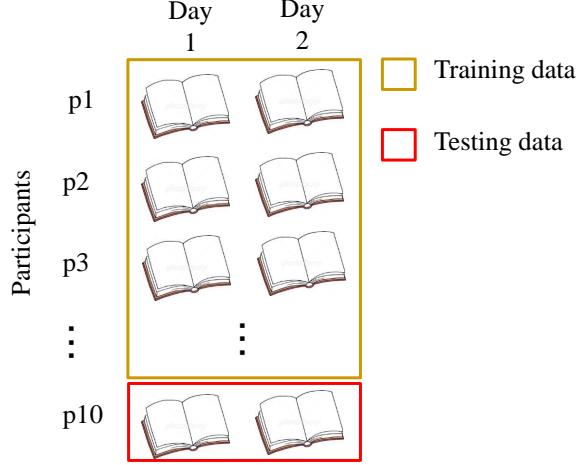 Day Day
1 2
Training data
p1
Testing data
p2
Participants
p3
p10